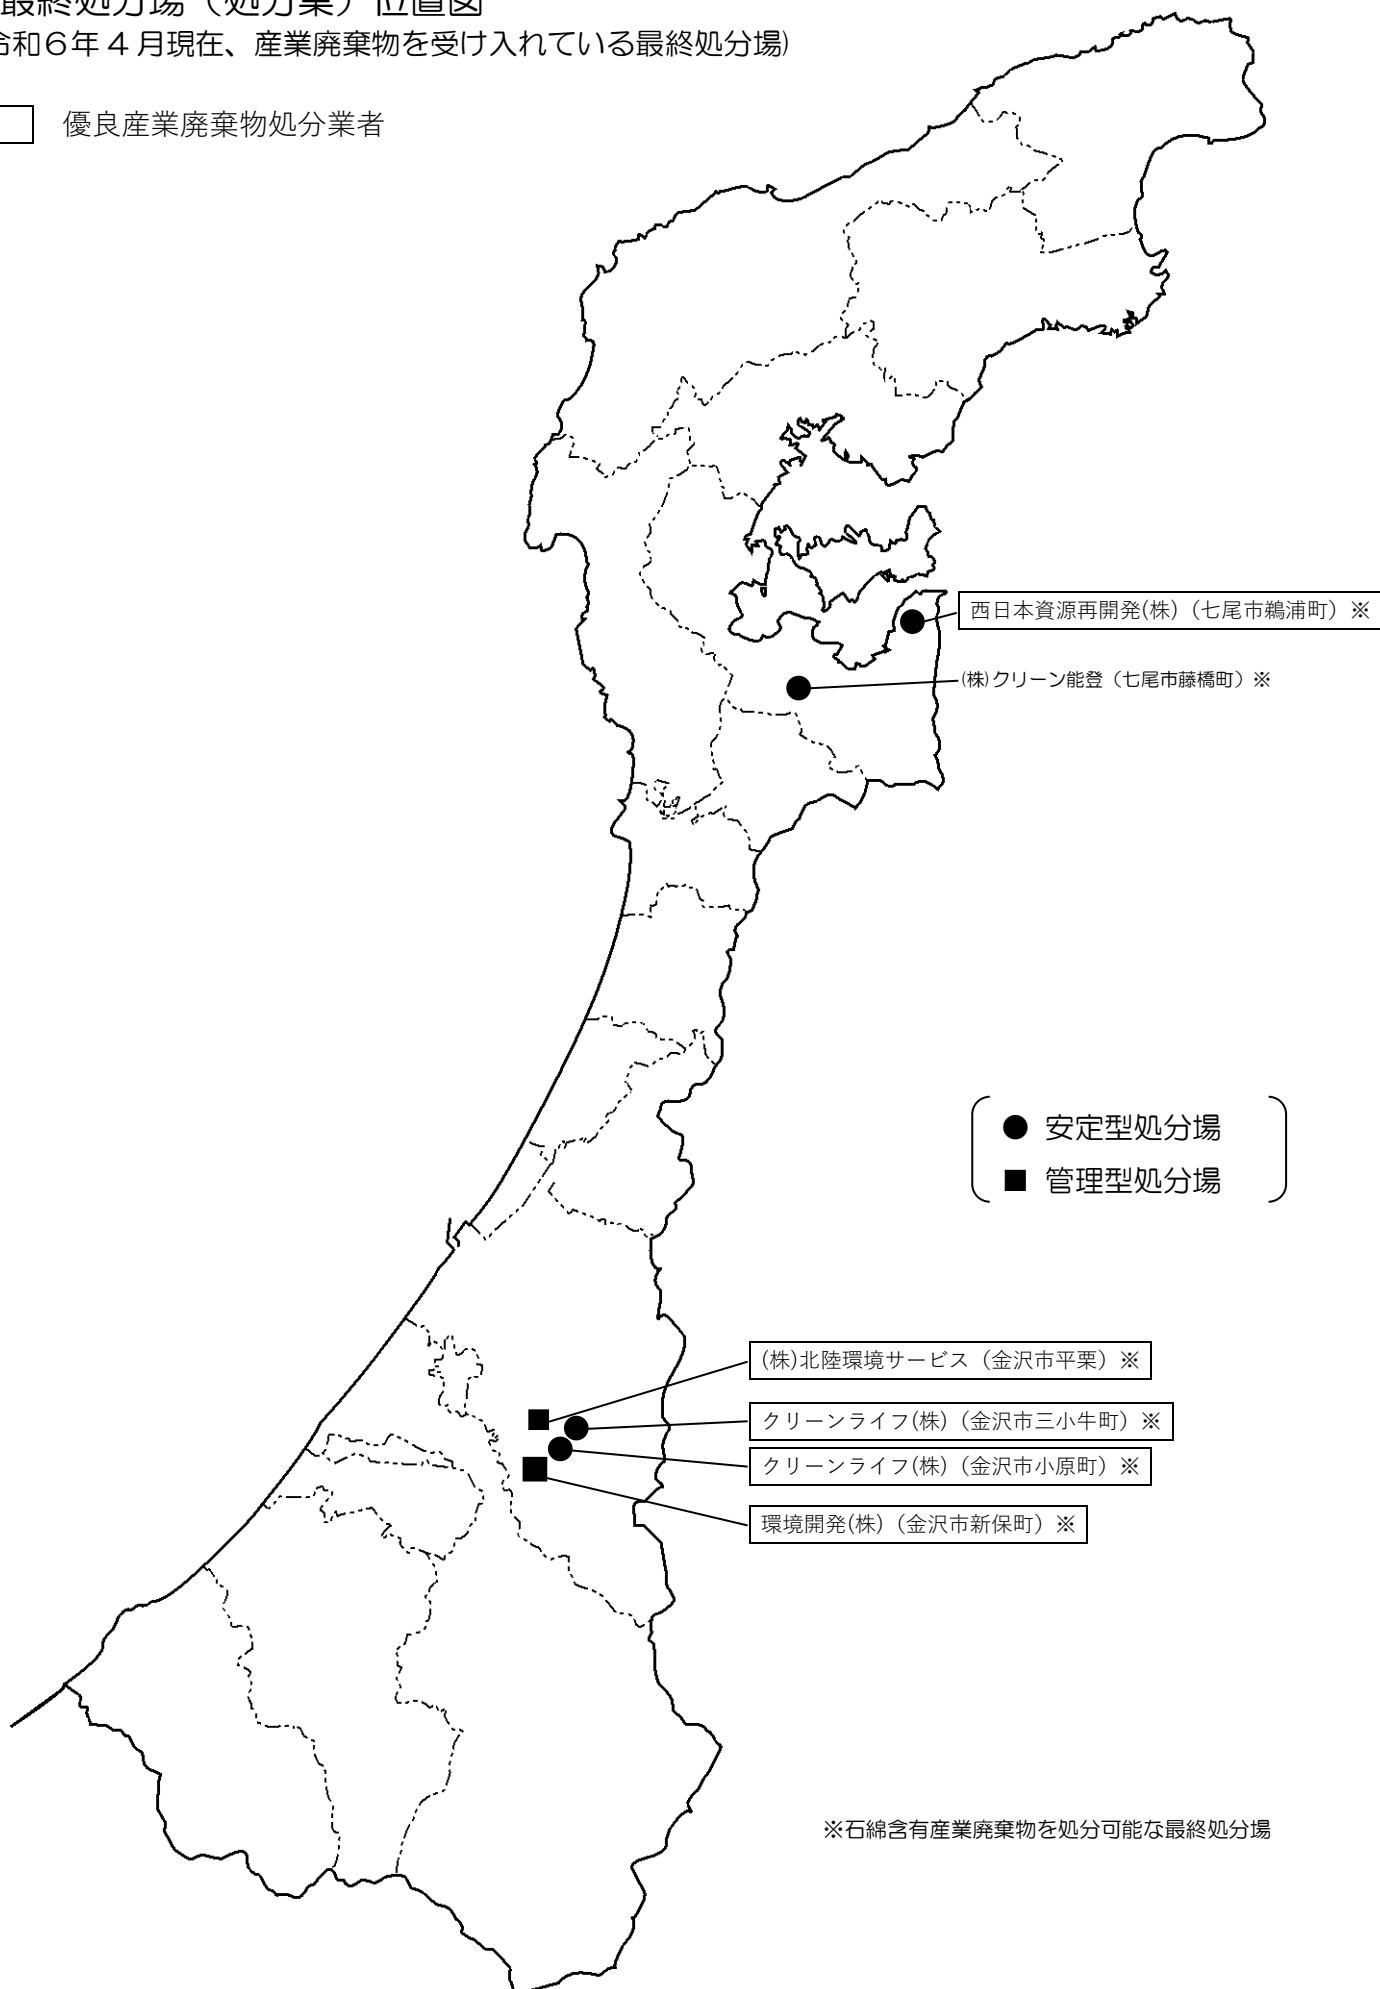 最終処分場（処分業）位置図
令和６年４月現在、産業廃棄物を受け入れている最終処分場)
優良産業廃棄物処分業者
西日本資源再開発(株)（七尾市鵜浦町）※
(株)クリーン能登（七尾市藤橋町）※
● 安定型処分場
■ 管理型処分場
(株)北陸環境サービス（金沢市平栗）※
クリーンライフ(株)（金沢市三小牛町）※
クリーンライフ(株)（金沢市小原町）※
環境開発(株)（金沢市新保町）※
※石綿含有産業廃棄物を処分可能な最終処分場